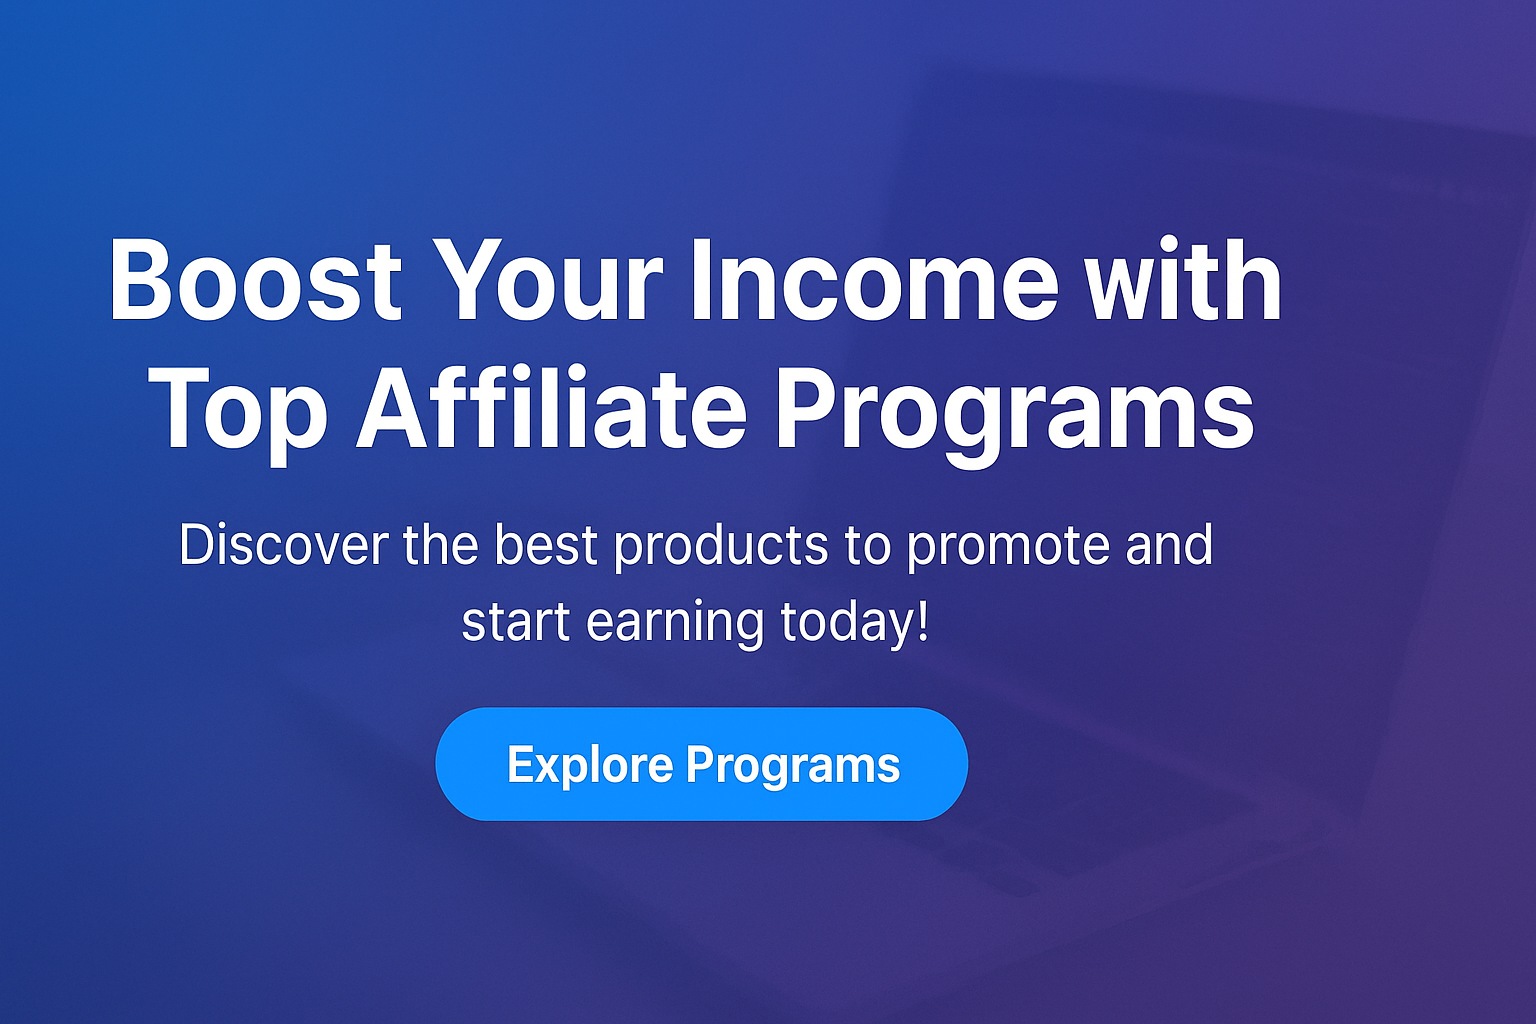 Boost Your Income with
Top Affiliate Programs
Discover the best products to promote and
start earning today!
Explore Programs